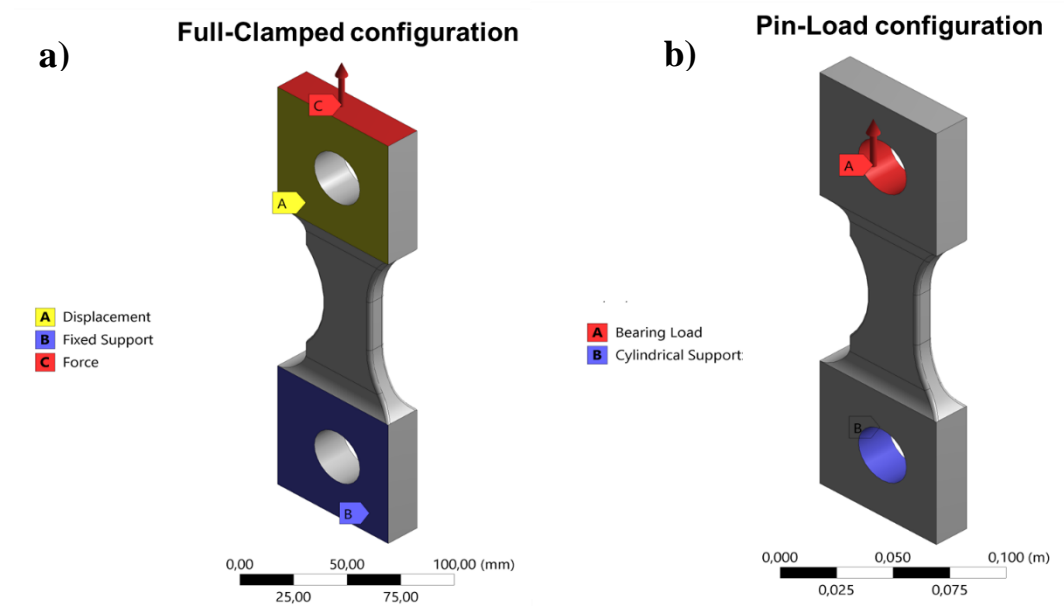 a)
Full-Clamped configuration
C
A
B
A Displacement
B Fixed Support
C Force
0,00 50,00 100,00 (mm)
25,00 75,00
b)
Pin-Load configuration
A
B
A Bearing Load
B Cylindrical Support:
0,000 0,050 0,100 (m)
0,025 0,075